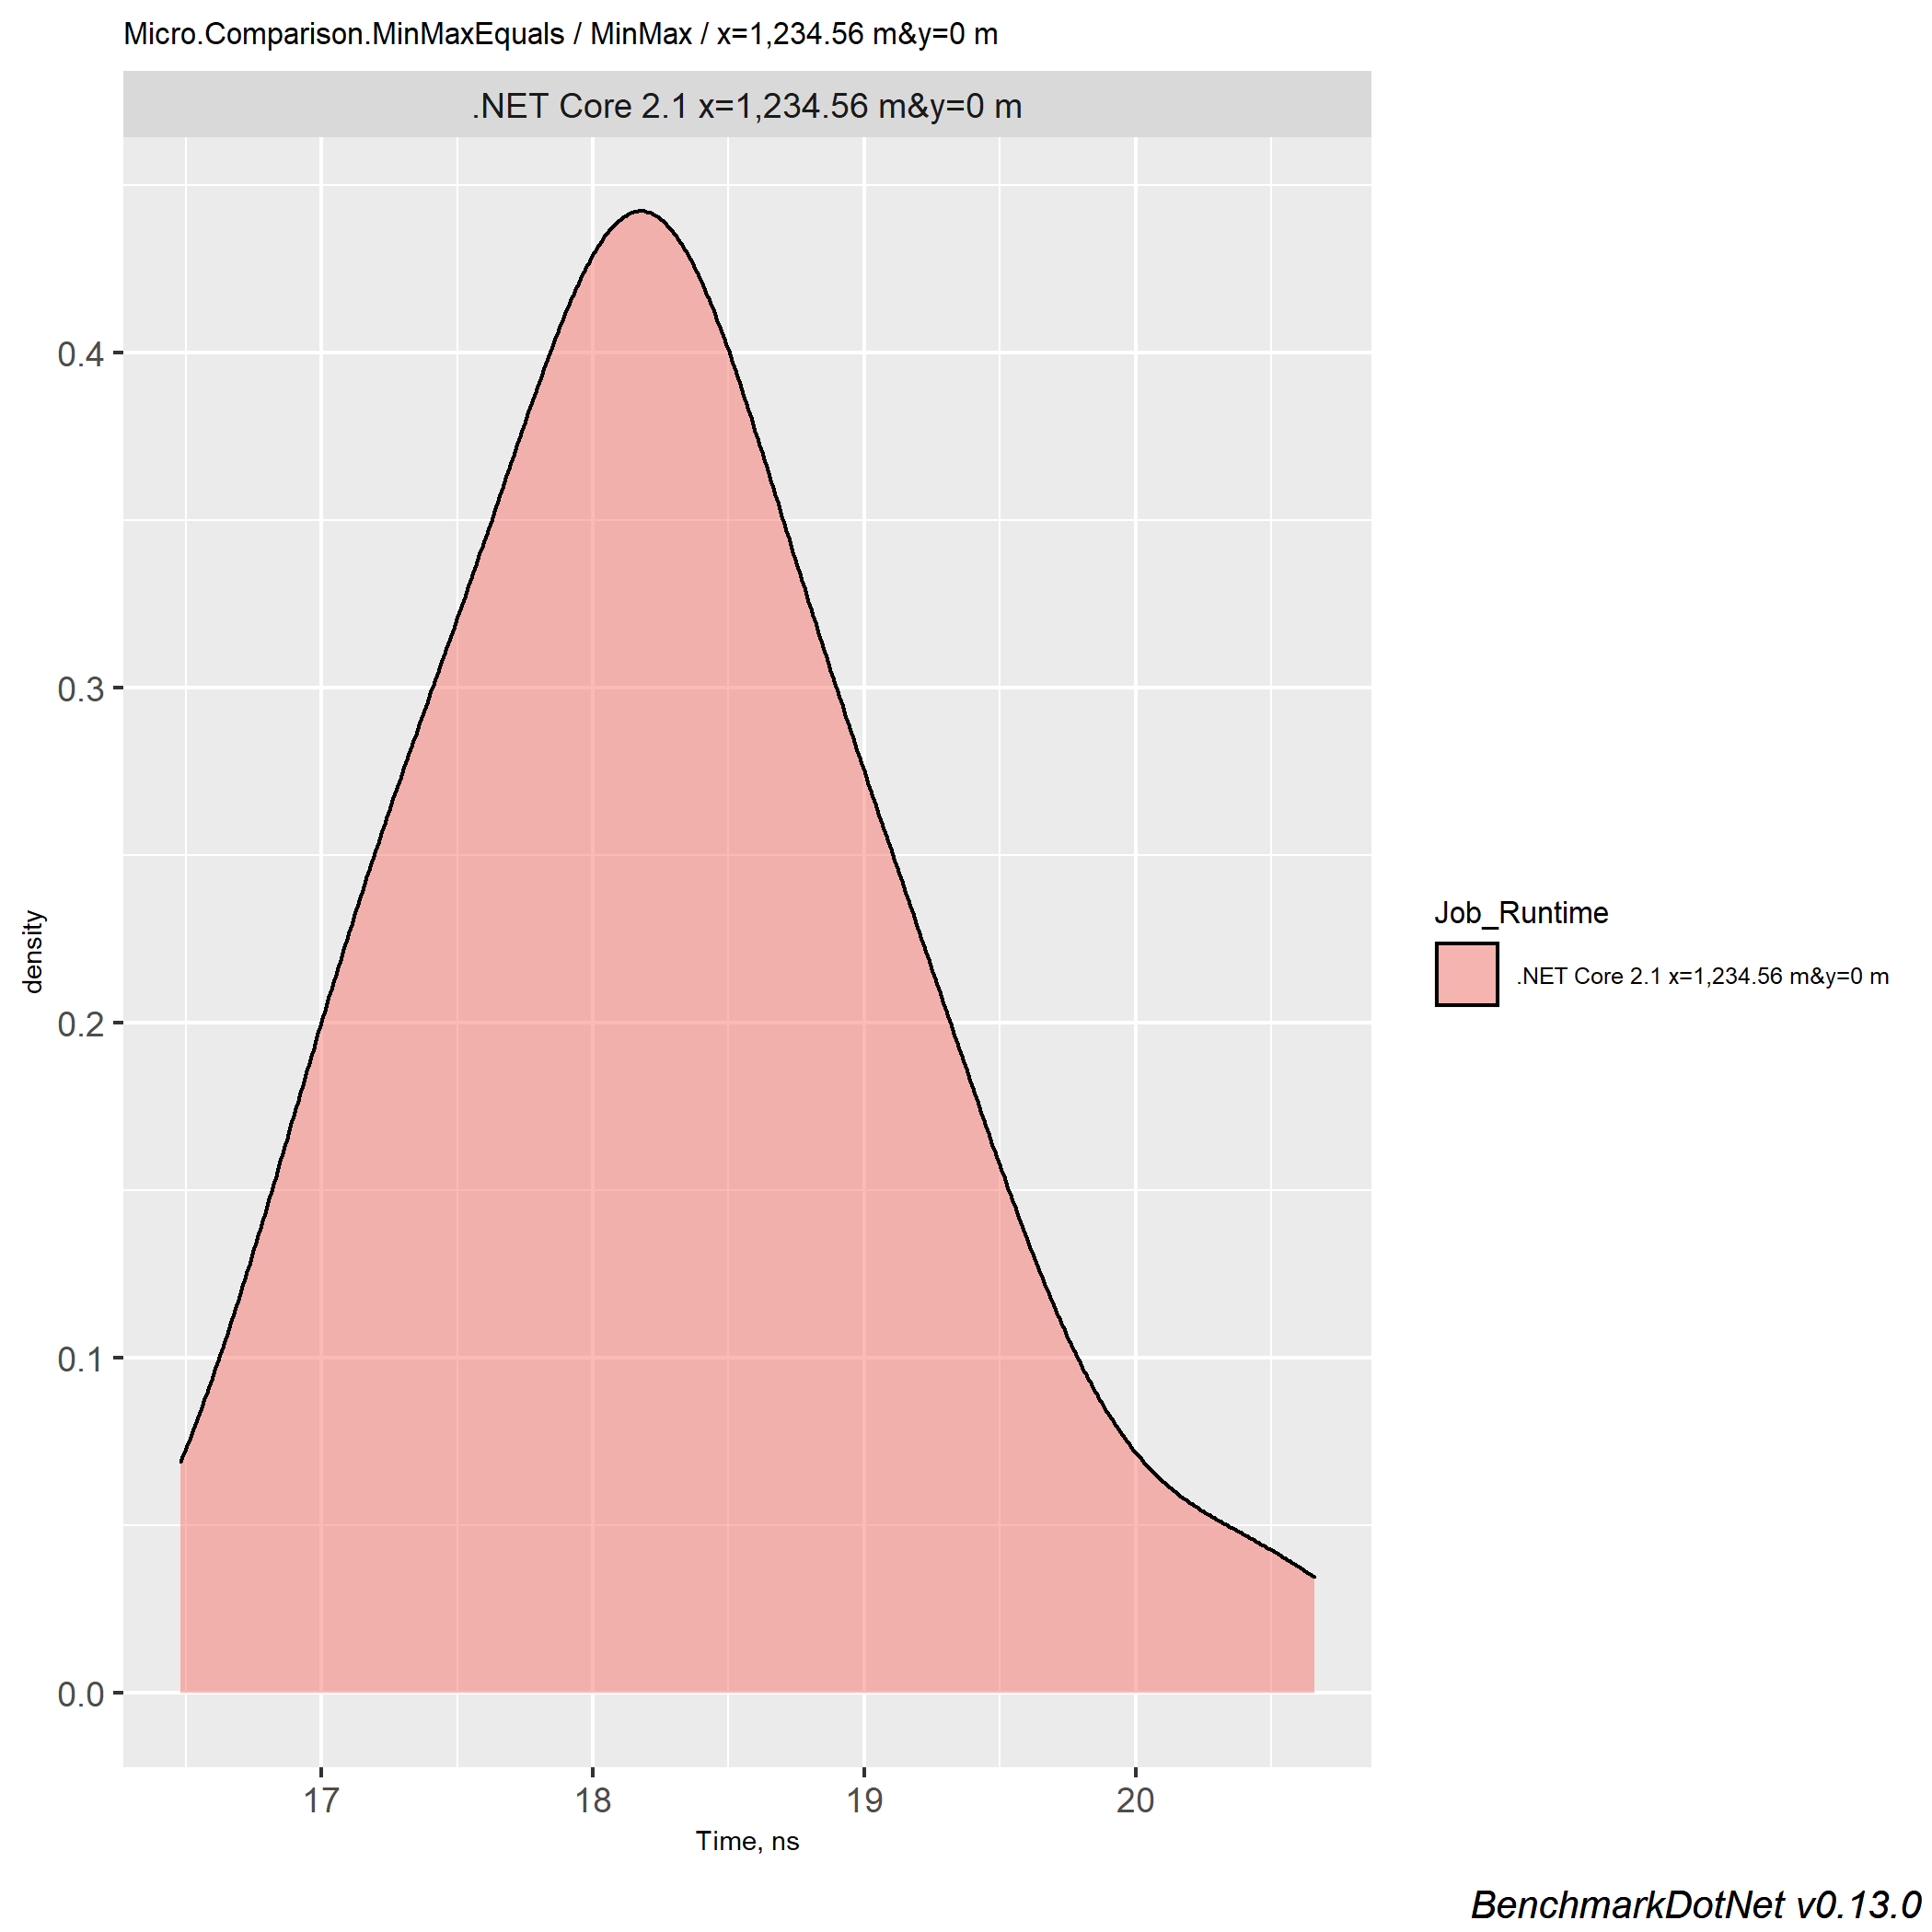 Micro.Comparison.MinMaxEquals / MinMax / x=1,234.56 m&y=0 m
.NET Core 2.1 x=1,234.56 m&y=0 m
0.4
0.3
0.2
0.1
0.0
density
17 18 19 20
Time, ns
Job_Runtime
.NET Core 2.1 x=1,234.56 m&y=0 m
BenchmarkDotNet v0.13.0